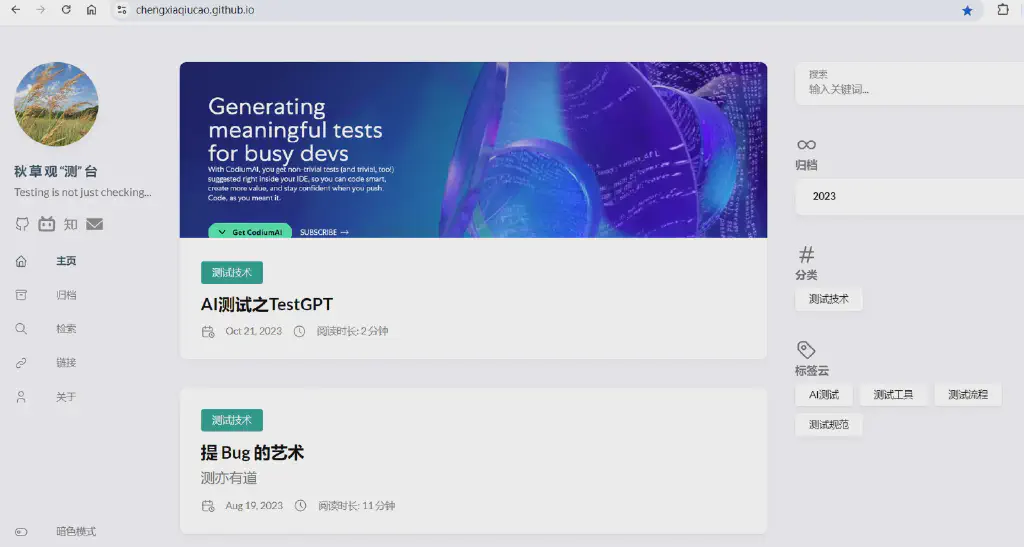 chengxiaqiucao.github.io
秋草观“测”台
Testing is not just checking...
知
主页
归档
检索
链接
关于
暗色模式
Generating
meaningful tests
for busy devs
With CodiumAI, you get non-trivial tests (and trivial, too!)
suggested right inside your IDE, so you can code smart,
create more value, and stay confident when you push.
Code, as you meant it.
Get CodiumAI
SUBSCRIBE →
测试技术
AI测试之TestGPT
Oct 21, 2023
阅读时长: 2 分钟
测试技术
提 Bug 的艺术
测亦有道
Aug 19, 2023
阅读时长: 11 分钟
搜索
输入关键词...
归档
2023
分类
测试技术
标签云
AI测试
测试工具
测试流程
测试规范